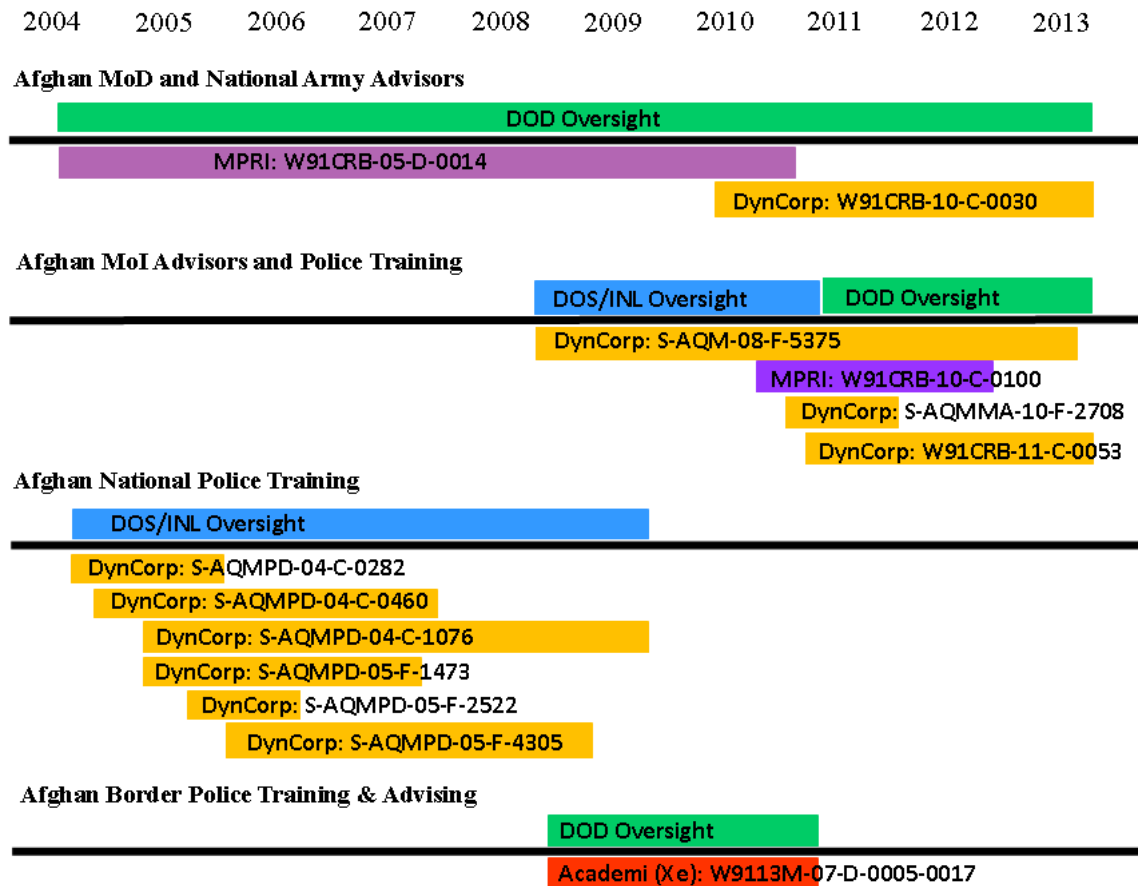 2004 2005 2006 2007 2008 2009 2010 2011 2012 2013
Afghan MoD and National Army Advisors
DOD Oversight
MPRI: W91CRB-05-D-0014
DynCorp: W91CRB-10-C-0030
Afghan MoI Advisors and Police Training
DOS/INL Oversight DOD Oversight
DynCorp: S-AQM-08-F-5375
MPRI: W91CRB-10-C-0100
DynCorp: S-AQMMA-10-F-2708
DynCorp: W91CRB-11-C-0053
Afghan National Police Training
DOS/INL Oversight
DynCorp: S-AQMPD-04-C-0282
DynCorp: S-AQMPD-04-C-0460
DynCorp: S-AQMPD-04-C-1076
DynCorp: S-AQMPD-05-F-1473
DynCorp: S-AQMPD-05-F-2522
DynCorp: S-AQMPD-05-F-4305
Afghan Border Police Training & Advising
DOD Oversight
Academi (Xe): W9113M-07-D-0005-0017